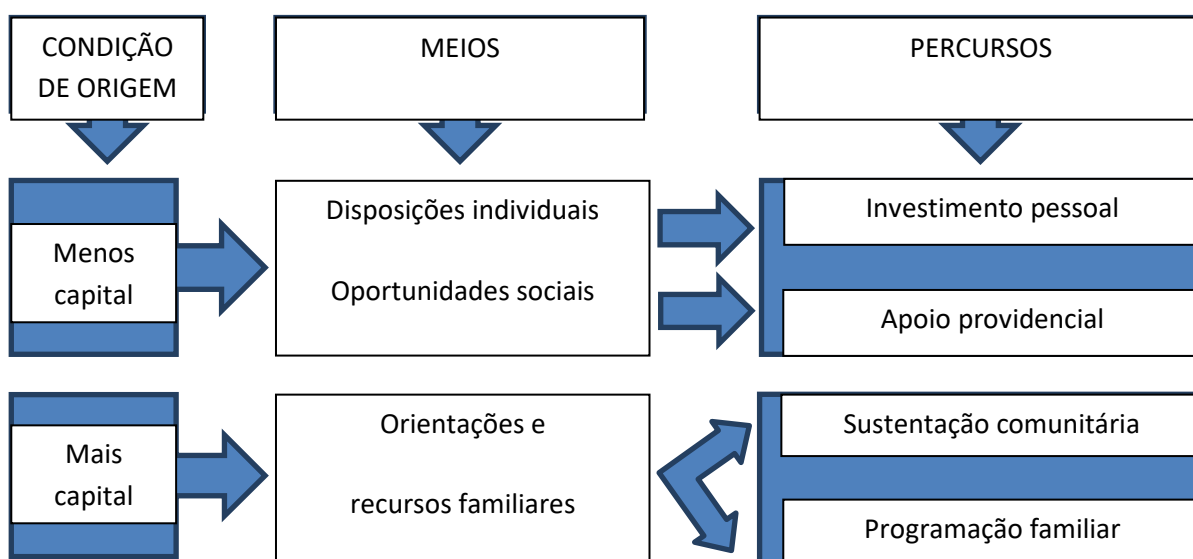 CONDIÇÃO
DE ORIGEM
MEIOS
PERCURSOS
Menos
capital
Disposições individuais
Oportunidades sociais
Investimento pessoal
Apoio providencial
Mais
capital
Orientações e
recursos familiares
Sustentação comunitária
Programação familiar